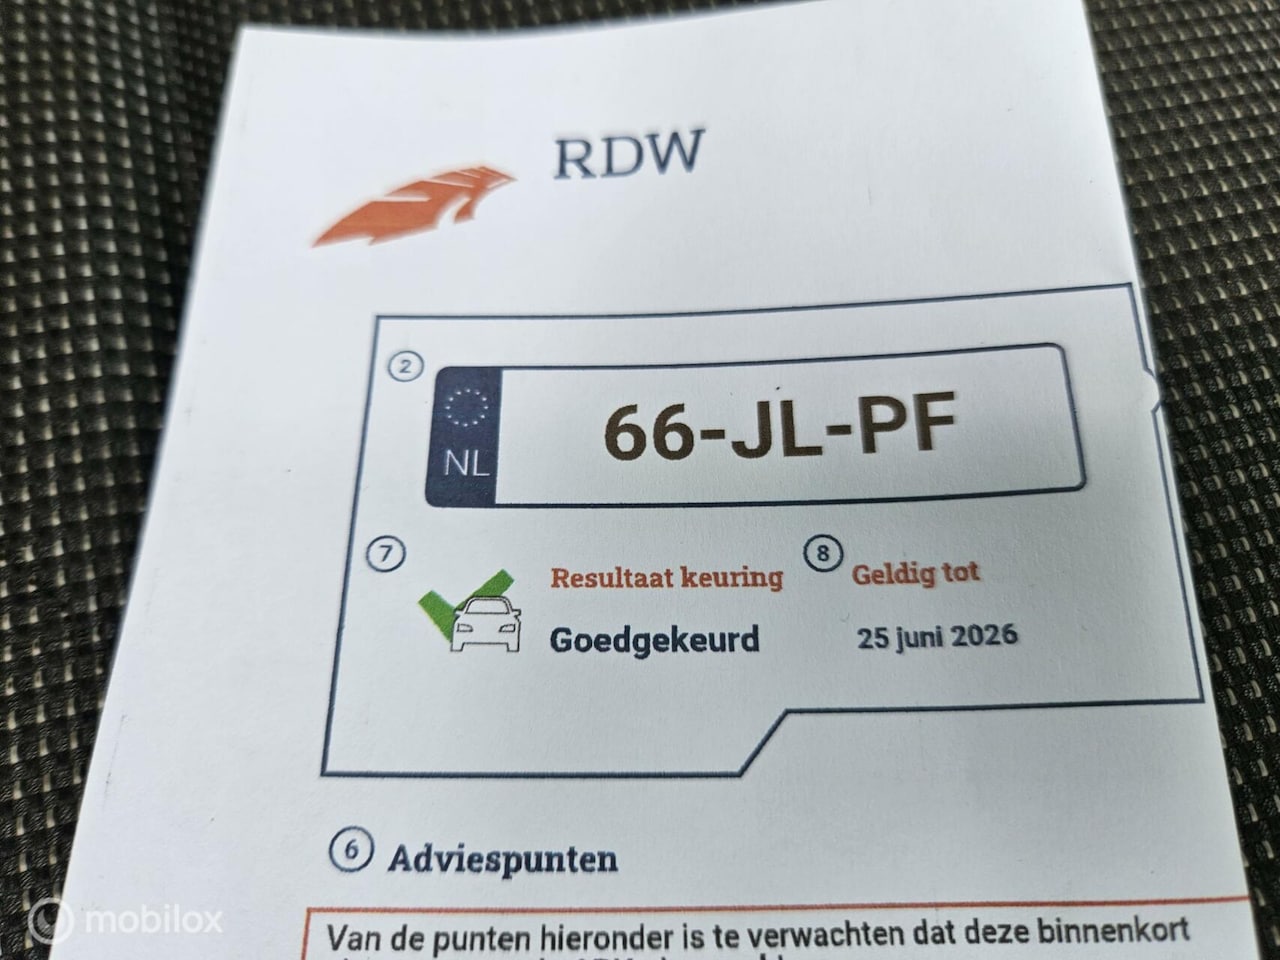 RDW
2
NL
66-JL-PF
7
Resultaat keuring
Goedgekeurd
8
Geldig tot
25 juni 2026
6 Adviespunten
Van de punten hieronder is te verwachten dat deze binnenkort
mobilox